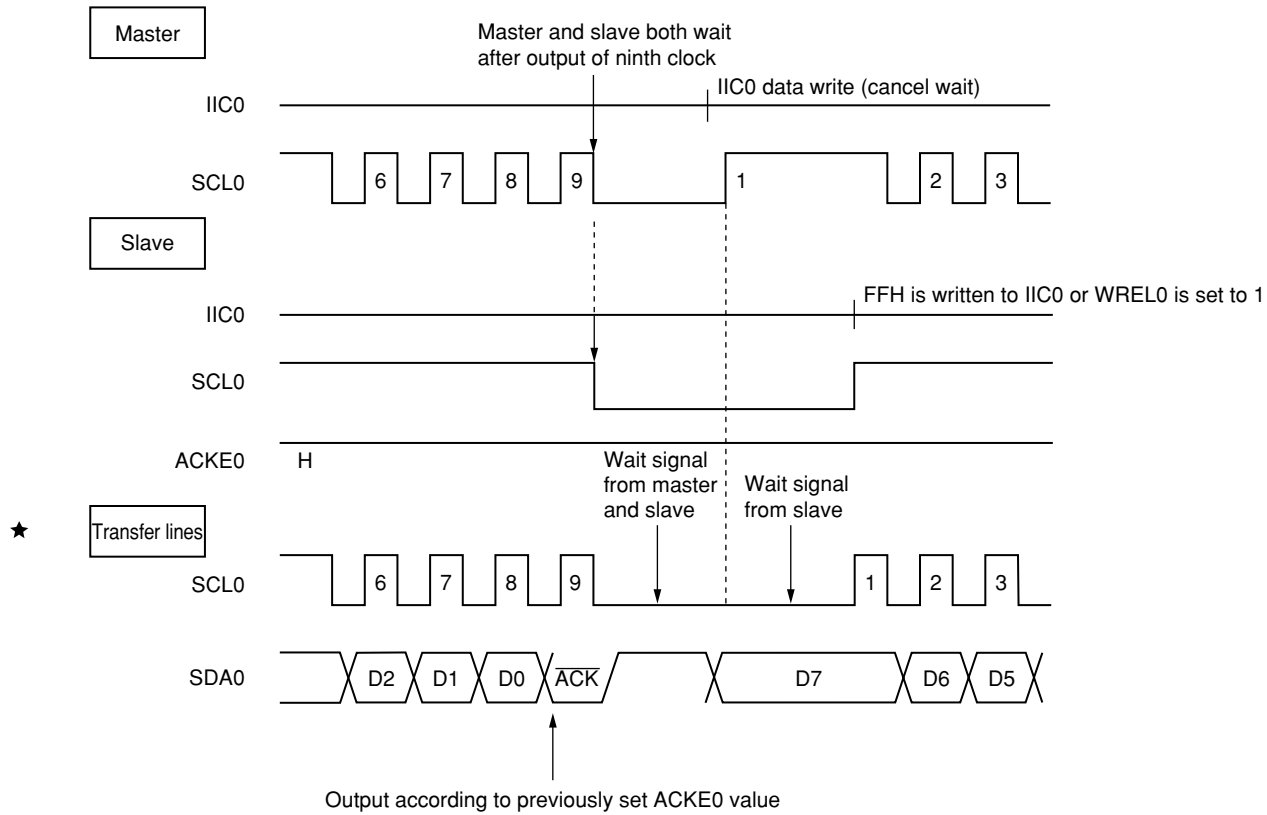 Master
Master and slave both wait
after output of ninth clock
IIC0 data write (cancel wait)
IIC0
SCL0
6 7 8 9 1 2 3
Slave
FFH is written to IIC0 or WREL0 is set to 1
IIC0
SCL0
ACKE0 H
Wait signal
from master
and slave
Wait signal
from slave
Transfer lines
SCL0
6 7 8 9 1 2 3
SDA0
D2 D1 D0 ACK D7 D6 D5
Output according to previously set ACKE0 value